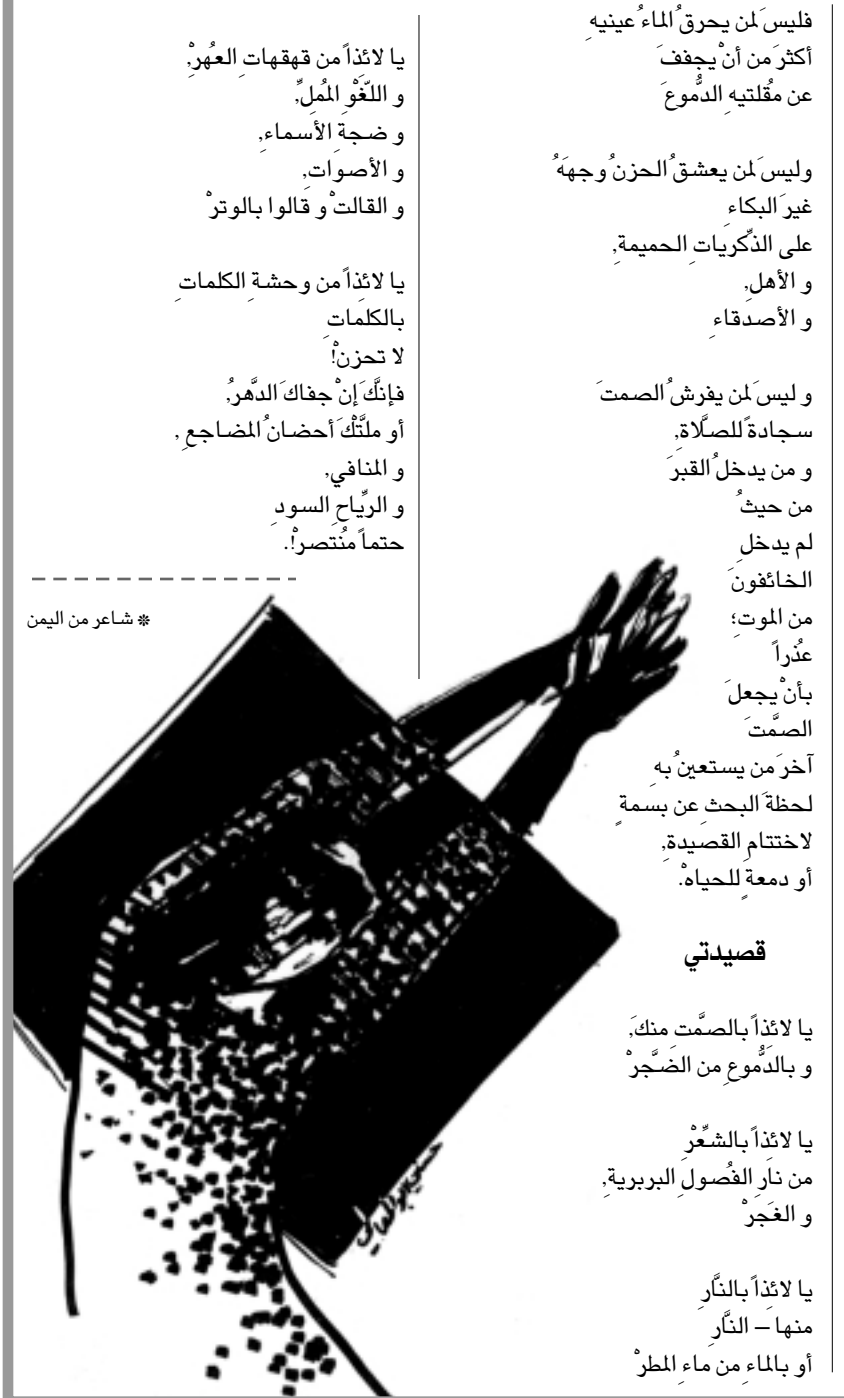 فليسَ لمن يحرقُ الماءُ عينيهِ
أكثرَ من أنْ يجففَ
عن مُقلتيهِ الدُّموعَ
وليسَ لمن يعشقُ الحزنُ وجهَهُ
غيرَ البكاءِ
على الذِّكرياتِ الحميمةِ,
و الأهلِ,
و الأصدقاءِ
و ليسَ لمن يفرشُ الصمتَ
سجادةً للصَّلاةِ,
و من يدخلُ القبرَ
من حيثُ
لم يدخلِ
الخائفونَ
من الموتِ؛
عُذراً
بأنْ يجعلَ
الصَّمتَ
آخرَ من يستعينُ بهِ
لحظةَ البحثِ عن بسمةٍ
لاختتامِ القصيدةِ,
أو دمعةٍ للحياهْ.
قصيدتي
يا لائذاً بالصَّمتِ منكَ,
و بالدُّموعِ من الضَّجرْ
يا لائذاً بالشِّعْرِ
من نارِ الفُصولِ البربريةِ,
و الغَجرْ
يا لائذاً بالنَّارِ
منها – النَّارِ
أو بالماءِ من ماءِ المطرْ
يا لائذاً من قهقهاتِ العُهرْ,
و اللّغْوِ المُملِّ,
و ضجةِ الأسماءِ,
و الأصواتِ,
و القالتْ و قالوا بالوترْ
يا لائذاً من وحشةِ الكلماتِ
بالكلماتِ
لا تحزنْ!
فإنَّكَ إنْ جفاكَ الدَّهرُ,
أو ملَّتْكَ أحضانُ المضاجعِ ,
و المنافي,
و الرِّياحِ السودِ
حتماً مُنتصرْ!.
* شاعر من اليمن